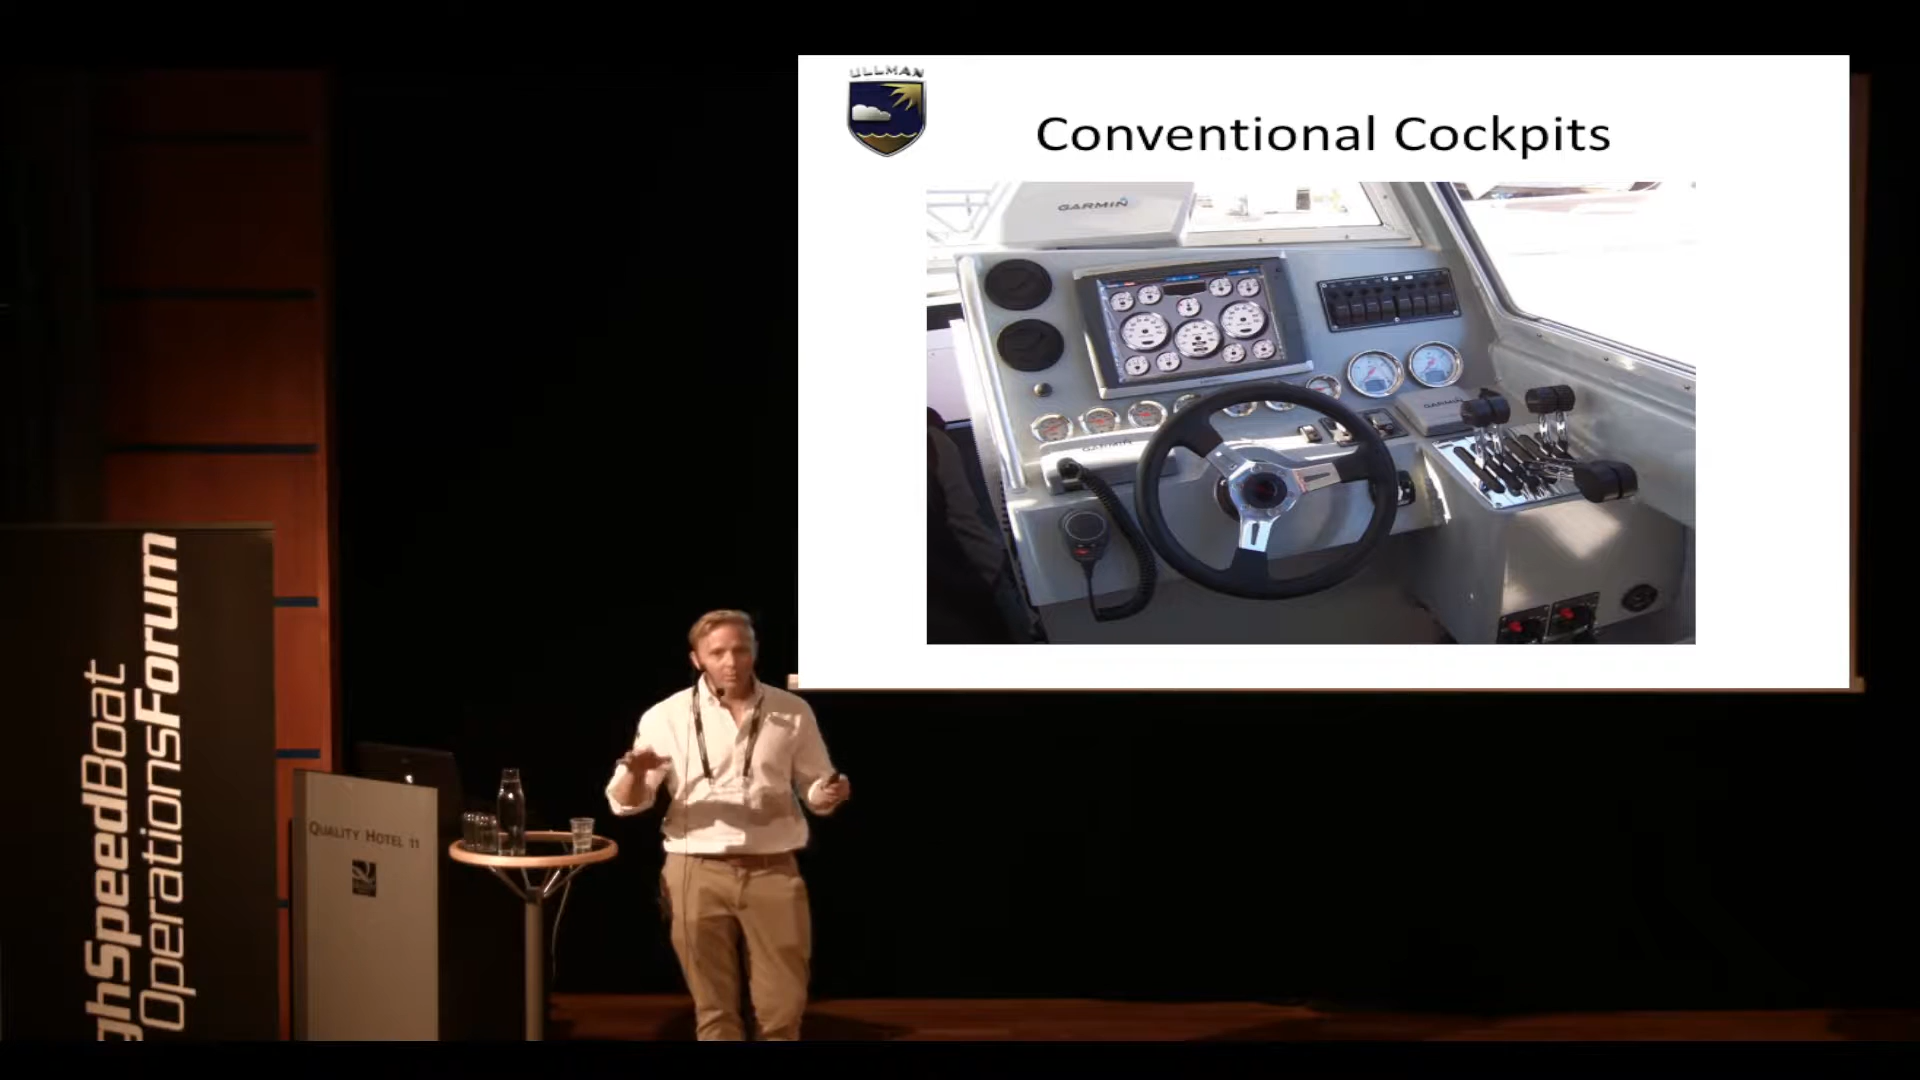 ULLMAN
Conventional Cockpits
GARMIN
GARMIN
GARMIN
ghSpeedBoat
OperationsForum
QUALITY HOTEL 11